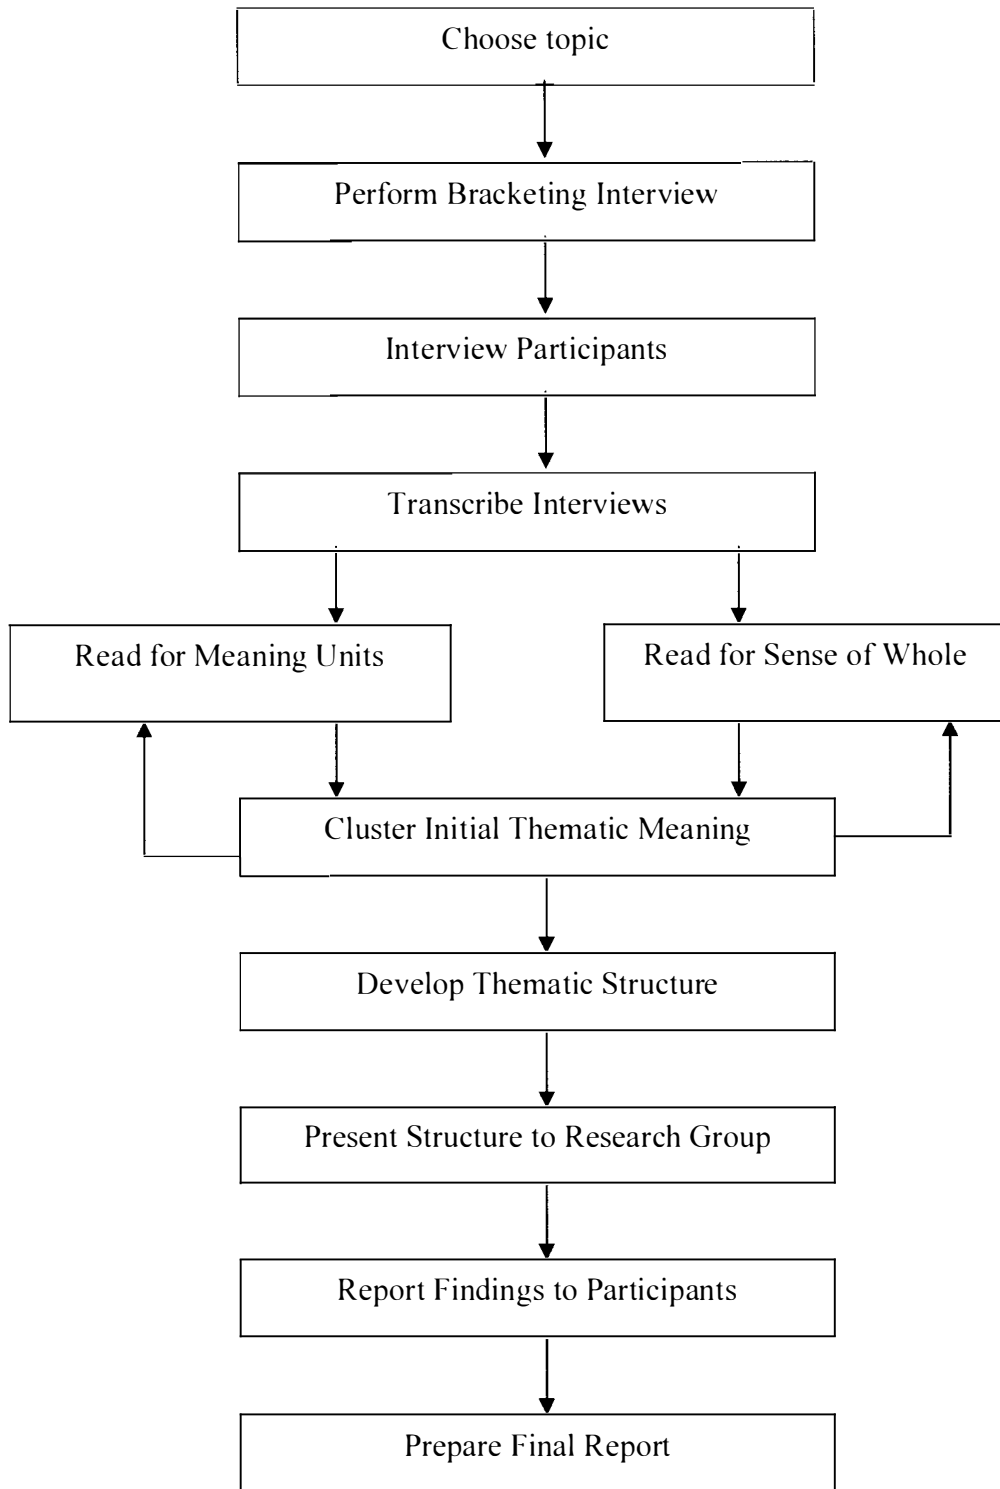 Choose topic
Perform Bracketing Interview
Interview Participants
Transcribe Interviews
Read for Meaning Units
Read for Sense of Whole
Cluster Initial Thematic Meaning
Develop Thematic Structure
Present Structure to Research Group
Report Findings to Participants
Prepare Final Report